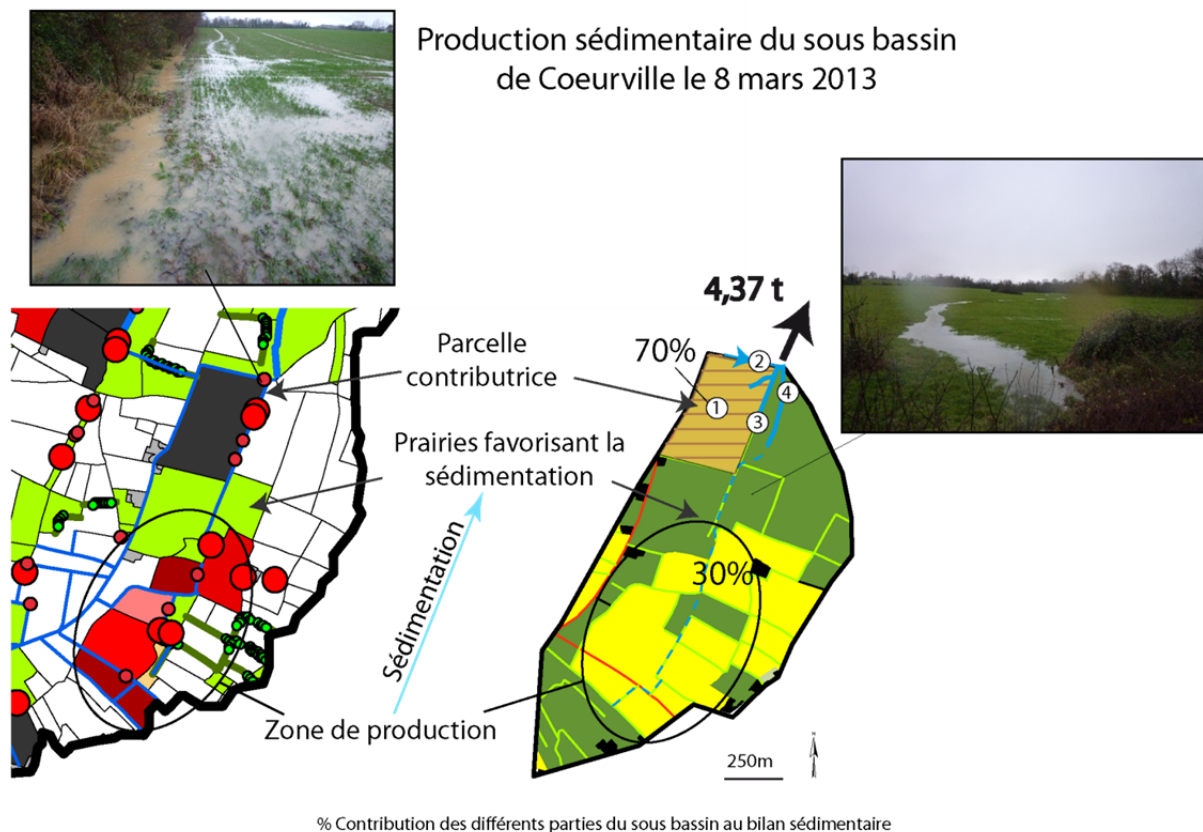 Production sédimentaire du sous bassin
de Coeurville le 8 mars 2013
4,37 t
70%
Parcelle
contributrice
1
2
3
4
Prairies favorisant la
sédimentation
Sédimentation
30%
Zone de production
250m
% Contribution des différents parties du sous bassin au bilan sédimentaire